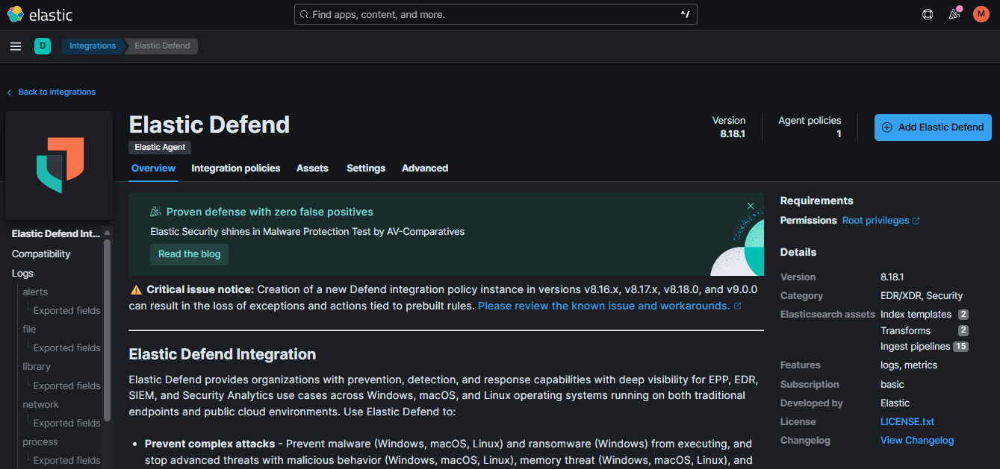 elastic
Find apps, content, and more.
^/
M
D
Integrations
Elastic Defend
Back to integrations
Elastic Defend
Elastic Agent
Version
8.18.1
Agent policies
1
Add Elastic Defend
Overview
Integration policies
Assets
Settings
Advanced
Elastic Defend Int...
Compatibility
Logs
alerts
Exported fields
file
Exported fields
library
Exported fields
network
Exported fields
process
Exported fields
Proven defense with zero false positives
Elastic Security shines in Malware Protection Test by AV-Comparatives
Read the blog
Critical issue notice: Creation of a new Defend integration policy instance in versions v8.16.x, v8.17.x, v8.18.0, and v9.0.0
can result in the loss of exceptions and actions tied to prebuilt rules. Please review the known issue and workarounds.
Elastic Defend Integration
Elastic Defend provides organizations with prevention, detection, and response capabilities with deep visibility for EPP, EDR,
SIEM, and Security Analytics use cases across Windows, macOS, and Linux operating systems running on both traditional
endpoints and public cloud environments. Use Elastic Defend to:
• Prevent complex attacks - Prevent malware (Windows, macOS, Linux) and ransomware (Windows) from executing, and
stop advanced threats with malicious behavior (Windows, macOS, Linux), memory threat (Windows, macOS, Linux), and
Requirements
Permissions Root privileges
Details
Version 8.18.1
Category EDR/XDR, Security
Elasticsearch assets Index templates 2
Transforms 2
Ingest pipelines 15
Features logs, metrics
Subscription basic
Developed by Elastic
License LICENSE.txt
Changelog View Changelog